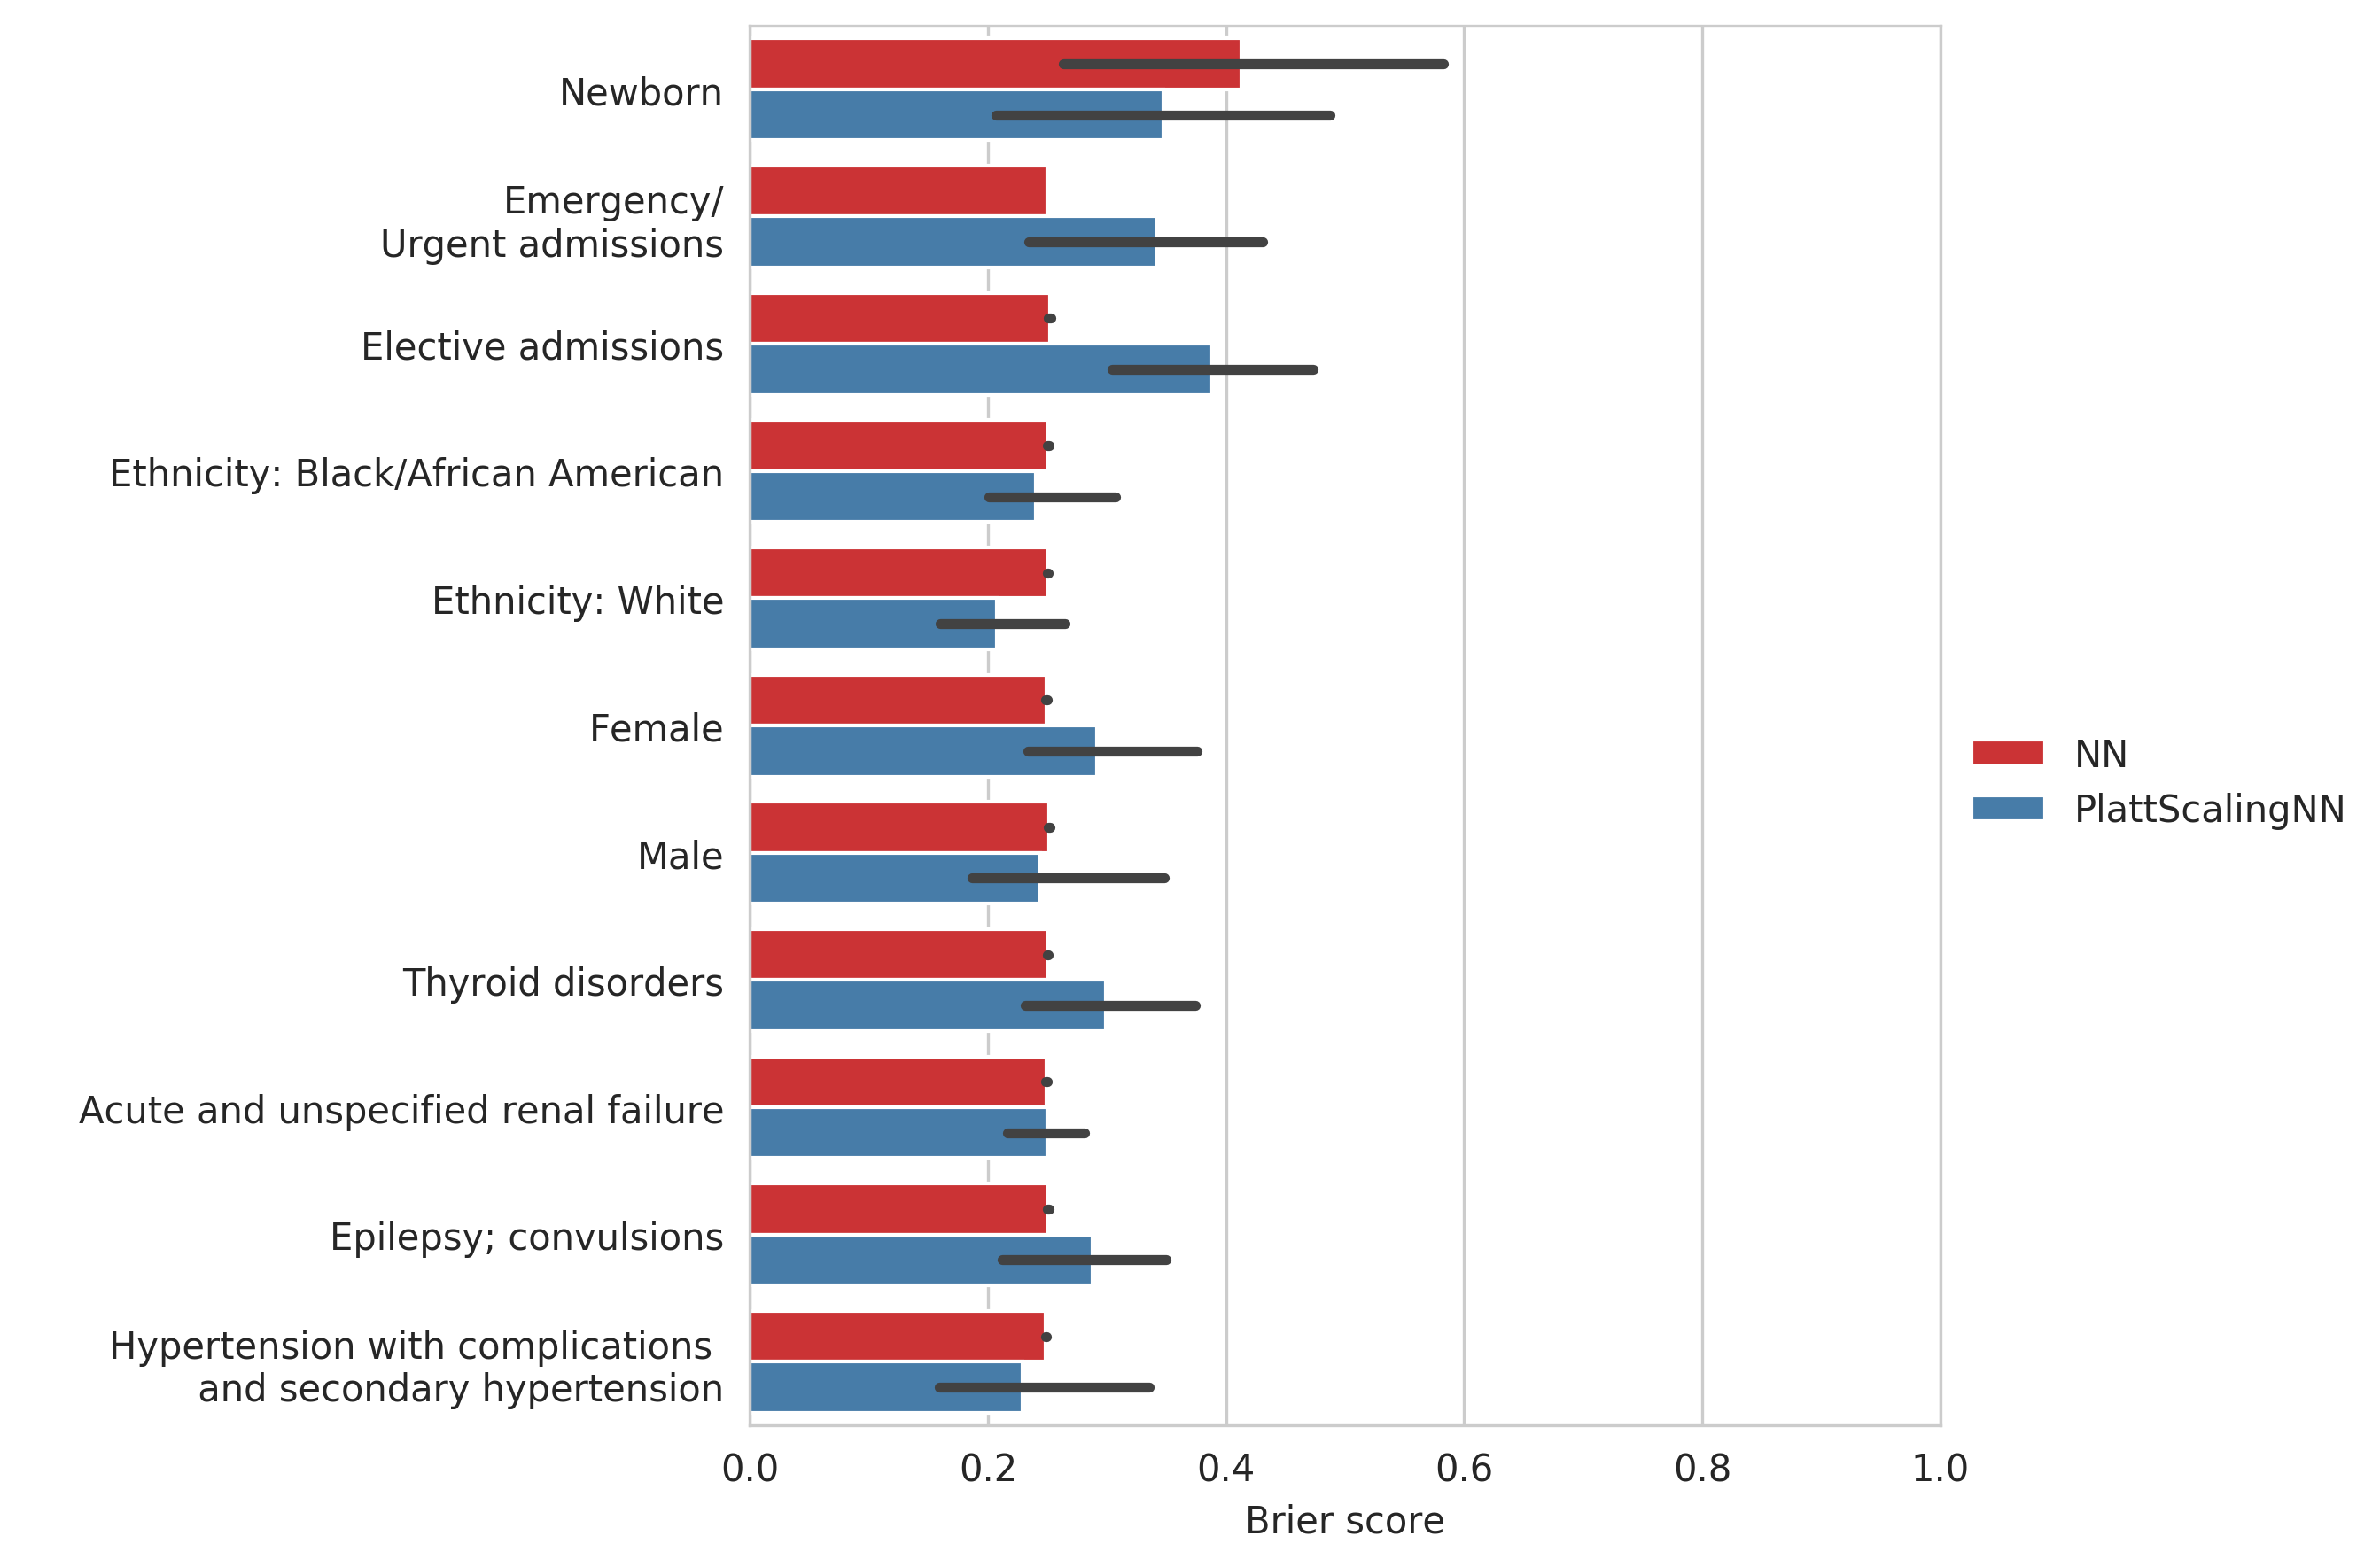 Newborn
Emergency/
Urgent admissions
Elective admissions
Ethnicity: Black/African American
Ethnicity: White
Female
Male
Thyroid disorders
Acute and unspecified renal failure
Epilepsy; convulsions
Hypertension with complications
and secondary hypertension
NN
PlattScalingNN
0.0 0.2 0.4 0.6 0.8 1.0
Brier score